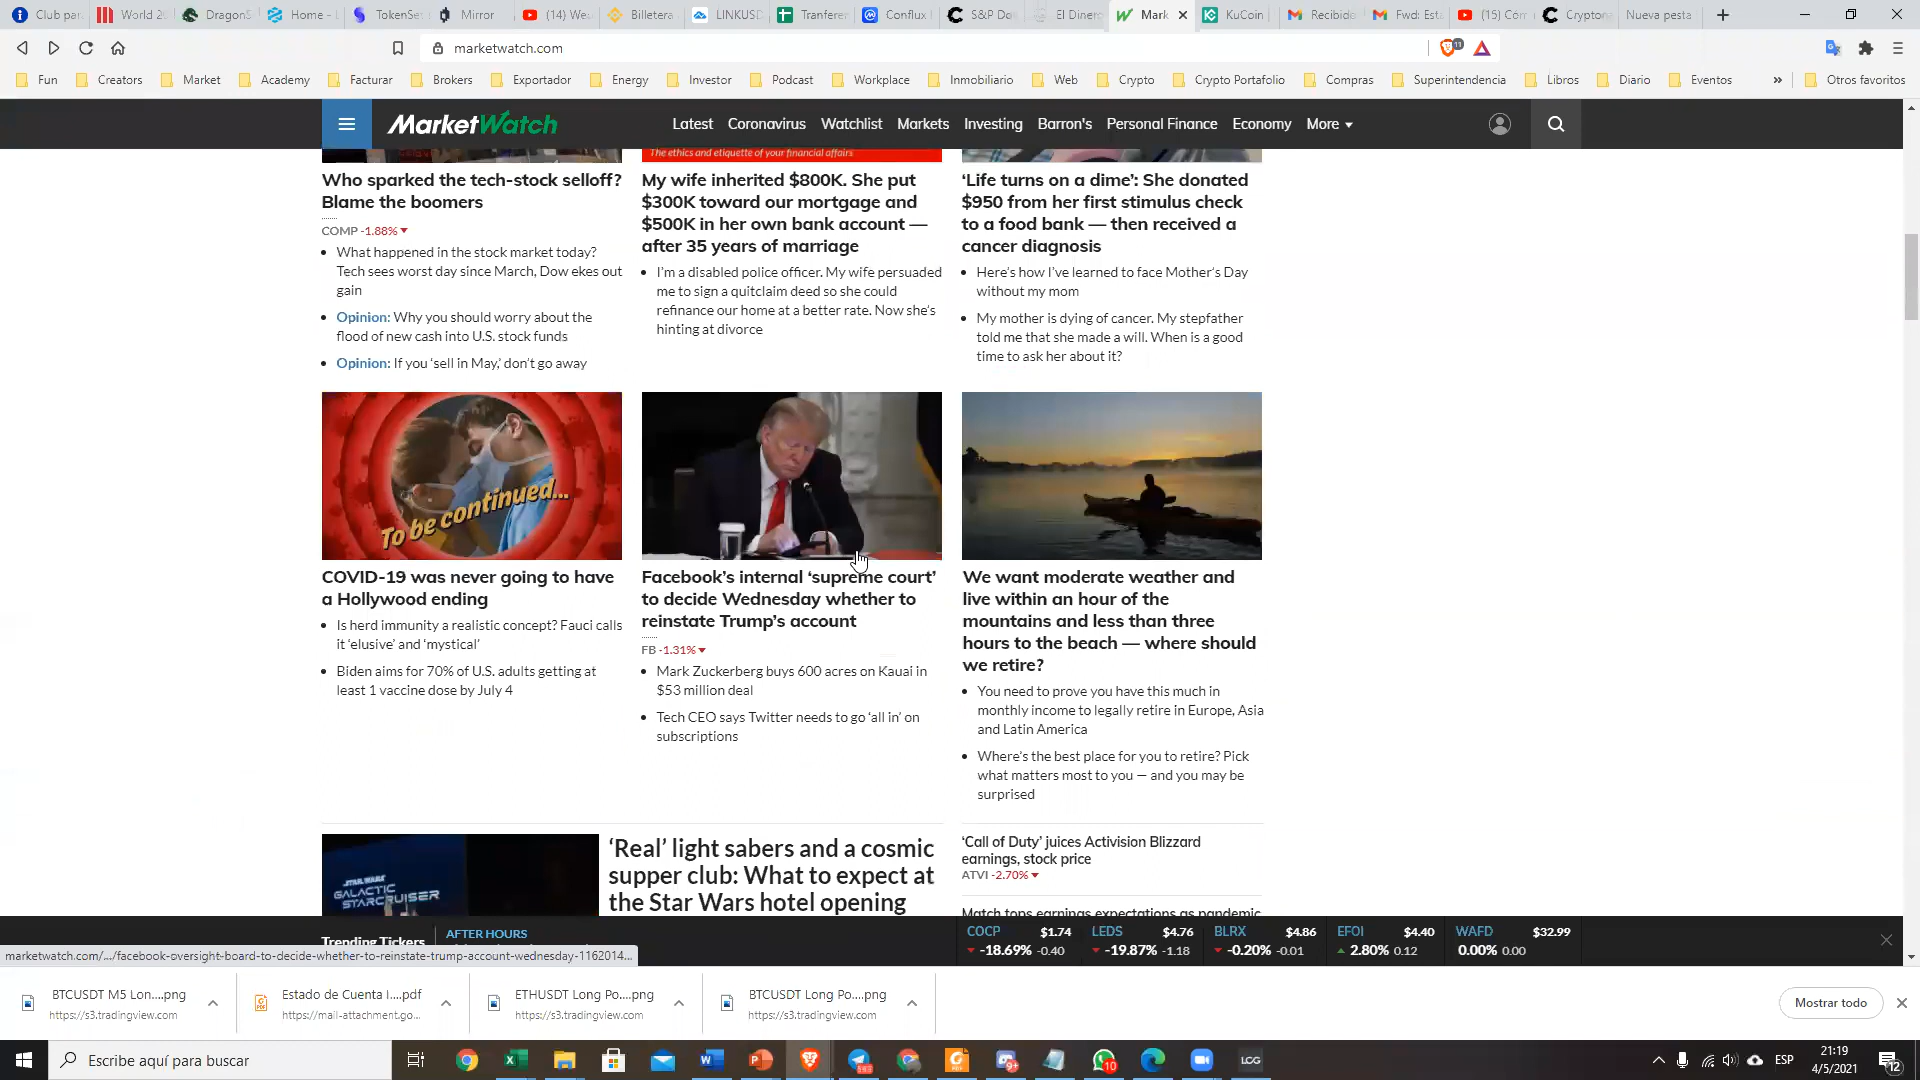 Club par
World 20
DragonS
Home -
TokenSet
Mirror
(14) Wea
Billetera
LINKUSD
Tranferen
Conflux
S&P Do
El Dinero
Mark
KuCoin
Recibido
Fwd: Est
(15) Cóm
Cryptona
Nueva pesta
marketwatch.com
11
Fun
Creators
Market
Academy
Facturar
Brokers
Exportador
Energy
Investor
Podcast
Workplace
Inmobiliario
Web
Crypto
Crypto Portafolio
Compras
Superintendencia
Libros
Diario
Eventos
»
Otros favoritos
MarketWatch
Latest
Coronavirus
Watchlist
Markets
Investing
Barron's
Personal Finance
Economy
More
The ethics and etiquette of your financial affairs
Who sparked the tech-stock selloff?
Blame the boomers
COMP -1.88%
What happened in the stock market today?
Tech sees worst day since March, Dow ekes out
gain
Opinion: Why you should worry about the
flood of new cash into U.S. stock funds
Opinion: If you ‘sell in May,’ don’t go away
My wife inherited $800K. She put
$300K toward our mortgage and
$500K in her own bank account —
after 35 years of marriage
I’m a disabled police officer. My wife persuaded
me to sign a quitclaim deed so she could
refinance our home at a better rate. Now she’s
hinting at divorce
‘Life turns on a dime’: She donated
$950 from her first stimulus check
to a food bank — then received a
cancer diagnosis
Here’s how I’ve learned to face Mother’s Day
without my mom
My mother is dying of cancer. My stepfather
told me that she made a will. When is a good
time to ask her about it?
To be continued...
COVID-19 was never going to have
a Hollywood ending
Is herd immunity a realistic concept? Fauci calls
it ‘elusive’ and ‘mystical’
Biden aims for 70% of U.S. adults getting at
least 1 vaccine dose by July 4
Facebook’s internal ‘supreme court’
to decide Wednesday whether to
reinstate Trump’s account
FB -1.31%
Mark Zuckerberg buys 600 acres on Kauai in
$53 million deal
Tech CEO says Twitter needs to go ‘all in’ on
subscriptions
We want moderate weather and
live within an hour of the
mountains and less than three
hours to the beach — where should
we retire?
You need to prove you have this much in
monthly income to legally retire in Europe, Asia
and Latin America
Where’s the best place for you to retire? Pick
what matters most to you — and you may be
surprised
STAR WARS
GALACTIC
STARCRUISER
‘Real’ light sabers and a cosmic
supper club: What to expect at
the Star Wars hotel opening
‘Call of Duty’ juices Activision Blizzard
earnings, stock price
ATVI -2.70%
Match tops earnings expectations as pandemic
Trending Tickers
AFTER HOURS
COCP $1.74
-18.69% -0.40
LEDS $4.76
-19.87% -1.18
BLRX $4.86
-0.20% -0.01
EFOI $4.40
2.80% 0.12
WAFD $32.99
0.00% 0.00
marketwatch.com/.../facebook-oversight-board-to-decide-whether-to-reinstate-trump-account-wednesday-1162014...
BTCUSDT M5 Lon....png
https://s3.tradingview.com
Estado de Cuenta I....pdf
https://mail-attachment.go...
ETHUSDT Long Po....png
https://s3.tradingview.com
BTCUSDT Long Po....png
https://s3.tradingview.com
Mostrar todo
Escribe aquí para buscar
9+
10
LCG
ESP
21:19
4/5/2021
12